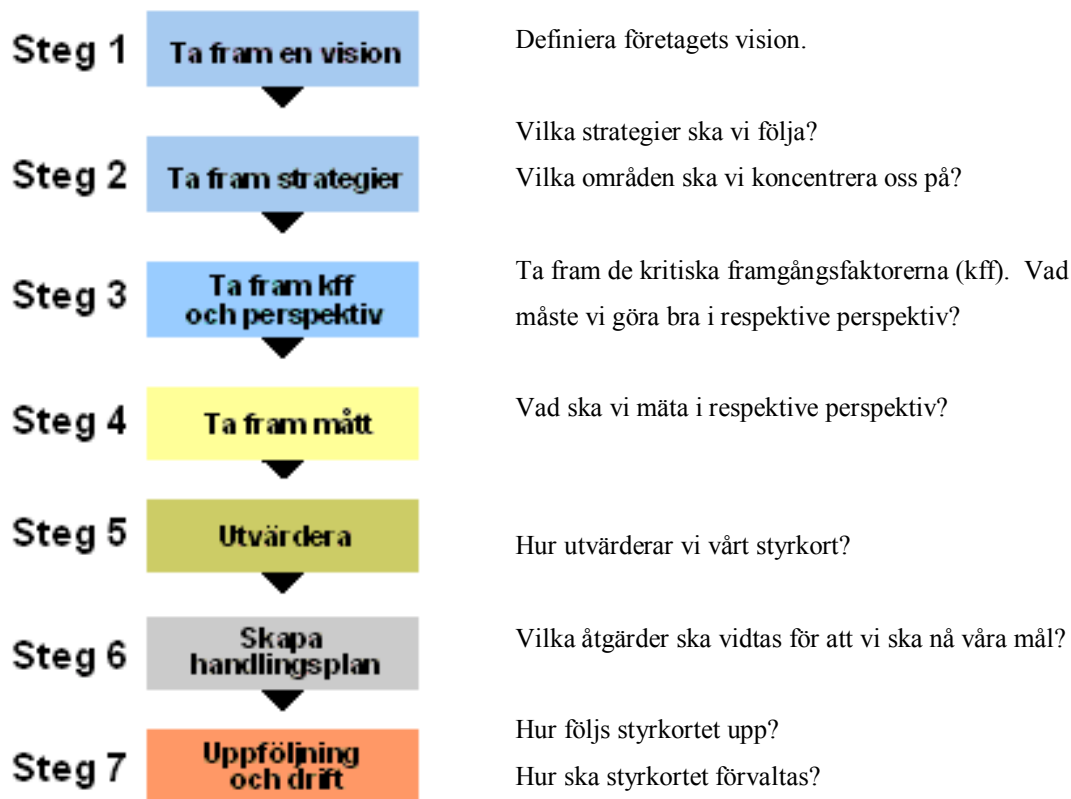 Steg 1
Ta fram en vision
Definiera företagets vision.
Steg 2
Ta fram strategier
Vilka strategier ska vi följa?
Vilka områden ska vi koncentrera oss på?
Steg 3
Ta fram kff
och perspektiv
Ta fram de kritiska framgångsfaktorerna (kff). Vad
måste vi göra bra i respektive perspektiv?
Steg 4
Ta fram mått
Vad ska vi mäta i respektive perspektiv?
Steg 5
Utvärdera
Hur utvärderar vi vårt styrkort?
Steg 6
Skapa
handlingsplan
Vilka åtgärder ska vidtas för att vi ska nå våra mål?
Steg 7
Uppföljning
och drift
Hur följs styrkortet upp?
Hur ska styrkortet förvaltas?